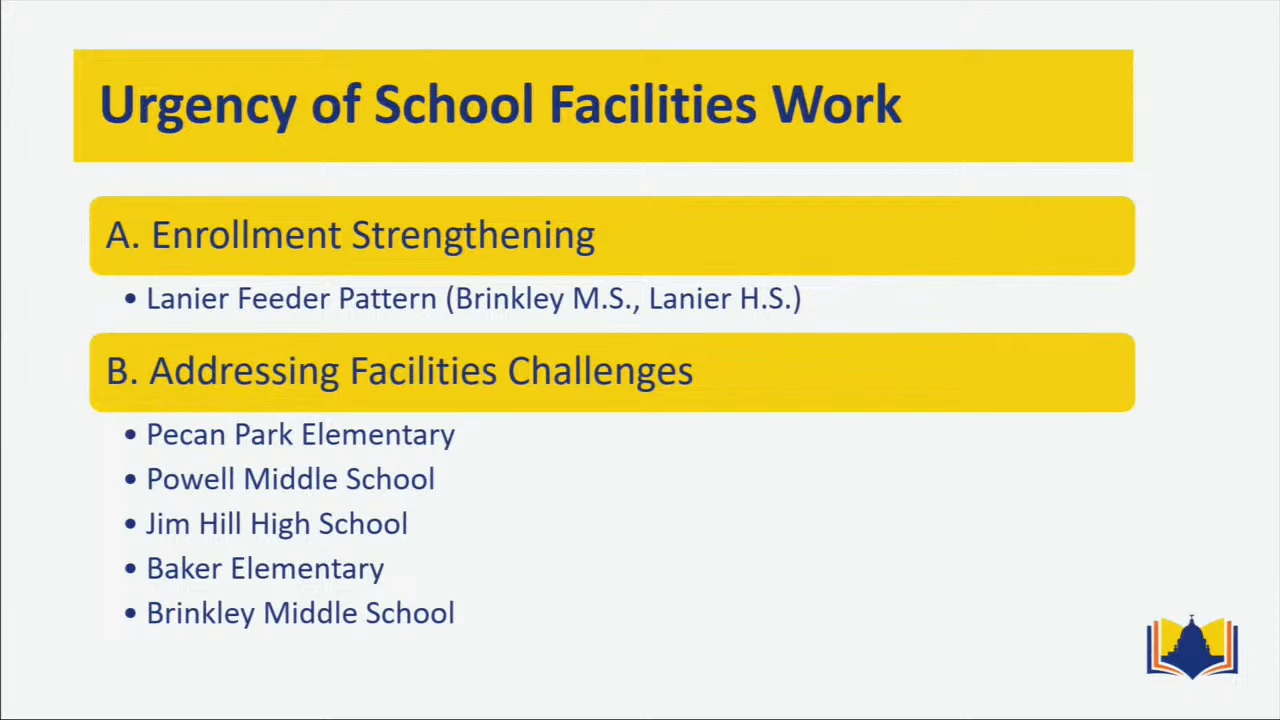 Urgency of School Facilities Work
A. Enrollment Strengthening
• Lanier Feeder Pattern (Brinkley M.S., Lanier H.S.)
B. Addressing Facilities Challenges
• Pecan Park Elementary
• Powell Middle School
• Jim Hill High School
• Baker Elementary
• Brinkley Middle School